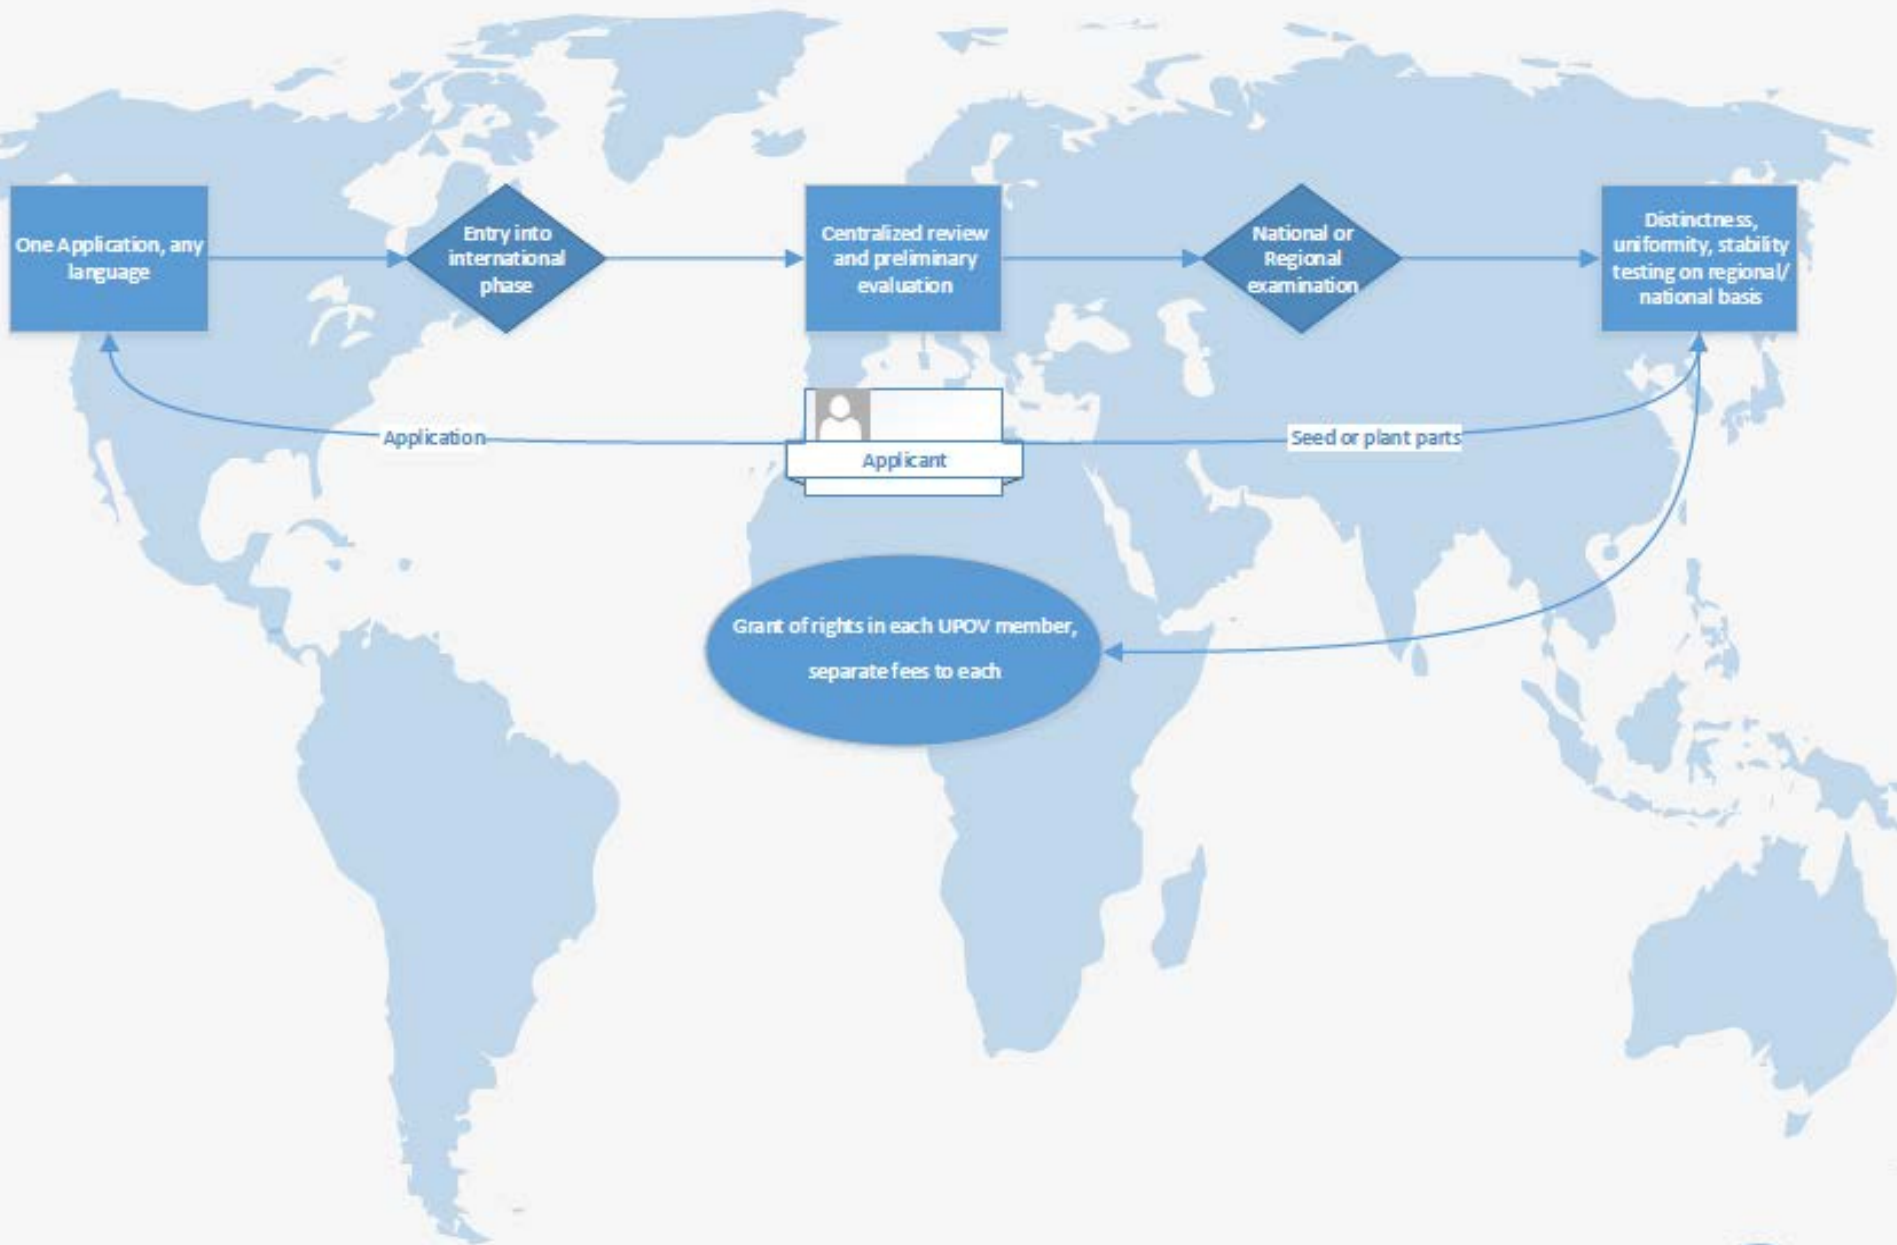 One Application, any
language
Entry into
international
phase
Centralized review
and preliminary
evaluation
National or
Regional
examination
Distinctness,
uniformity, stability
testing on regional/
national basis
Application
Applicant
Seed or plant parts
Grant of rights in each UPOV member,
separate fees to each